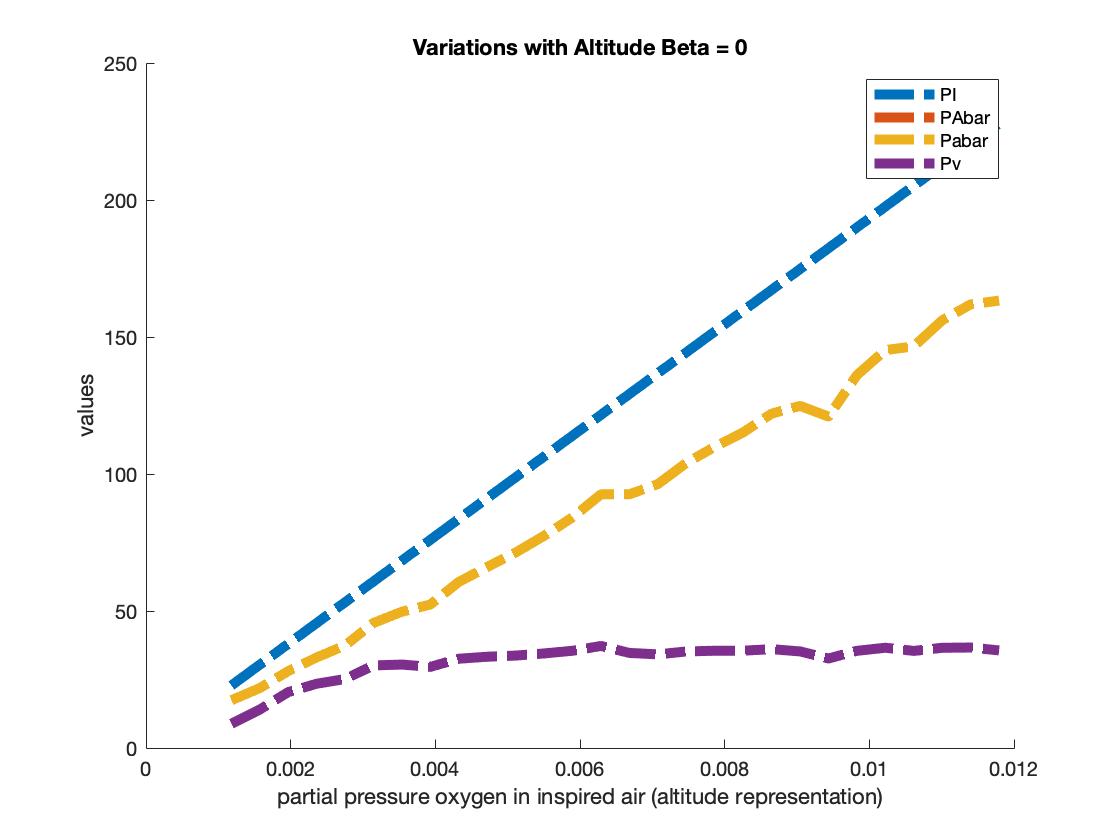 Variations with Altitude Beta = 0
250
200
150
100
50
0
values
PI
PAbar
Pabar
Pv
0
0.002
0.004
0.006
0.008
0.01
0.012
partial pressure oxygen in inspired air (altitude representation)